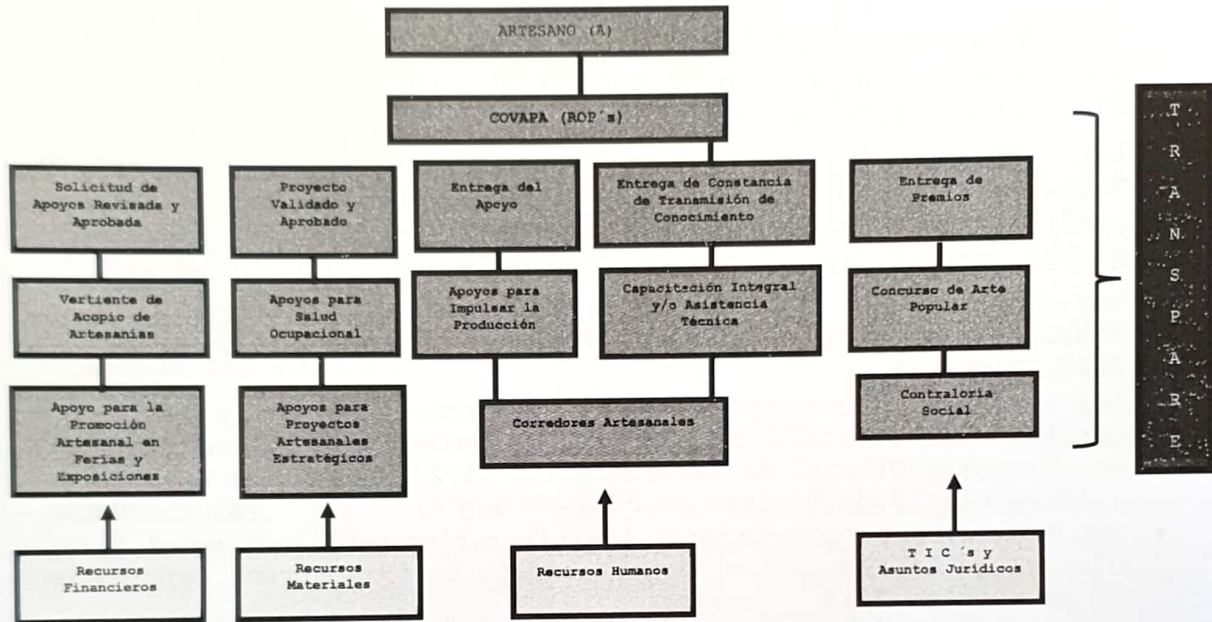 ARTESANO (A)
COVAPA (ROP´s)
Solicitud de
Apoyos Revisada y
Aprobada
Proyecto
Validado y
Aprobado
Entrega del
Apoyo
Entrega de Constancia
de Transmisión de
Conocimiento
Entrega de
Premios
Vertiente de
Acopio de
Artesanías
Apoyos para
Salud
Ocupacional
Apoyos para
Impulsar la
Producción
Capacitación Integral
y/o Asistencia
Técnica
Concurso de Arte
Popular
Apoyo para la
Promoción
Artesanal en
Ferias y
Exposiciones
Apoyos para
Proyectos
Artesanales
Estratégicos
Corredores Artesanales
Contraloría
Social
Recursos
Financieros
Recursos
Materiales
Recursos Humanos
T I C ´s y
Asuntos Jurídicos
T
R
A
N
S
P
A
R
E